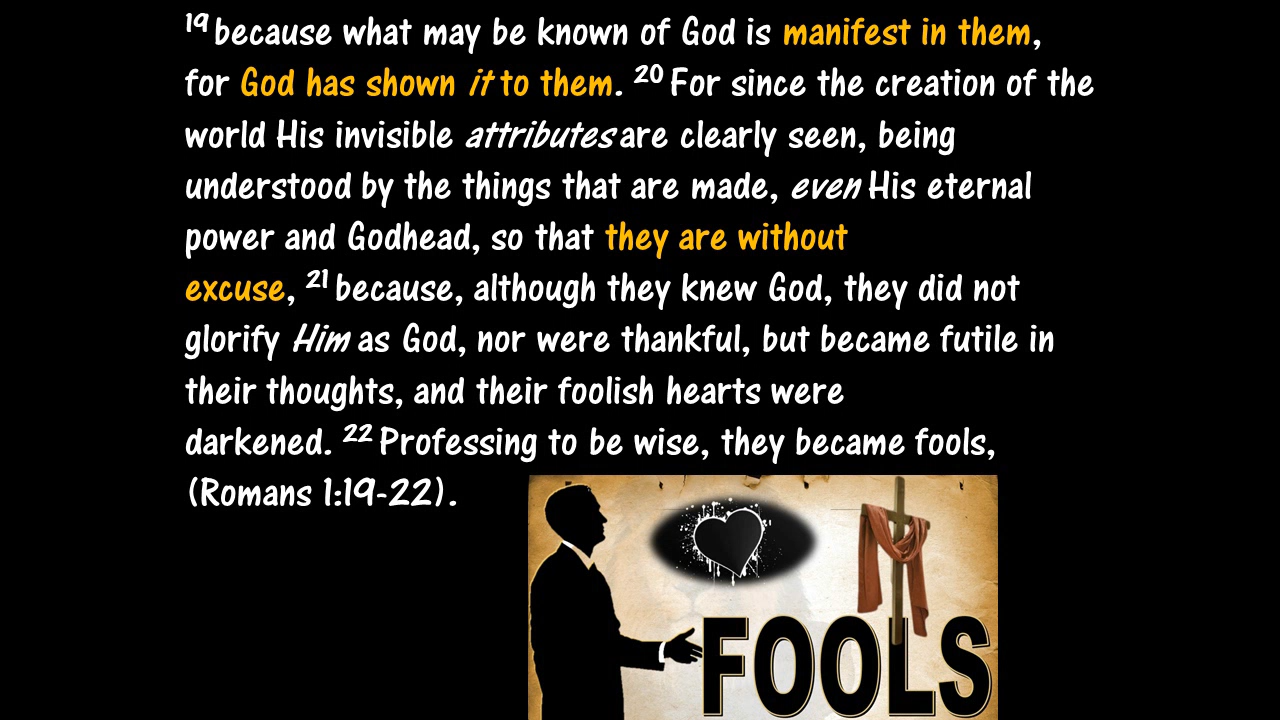 19 because what may be known of God is manifest in them,
for God has shown it to them. 20 For since the creation of the
world His invisible attributes are clearly seen, being
understood by the things that are made, even His eternal
power and Godhead, so that they are without
excuse, 21 because, although they knew God, they did not
glorify Him as God, nor were thankful, but became futile in
their thoughts, and their foolish hearts were
darkened. 22 Professing to be wise, they became fools,
(Romans 1:19-22).
FOOLS